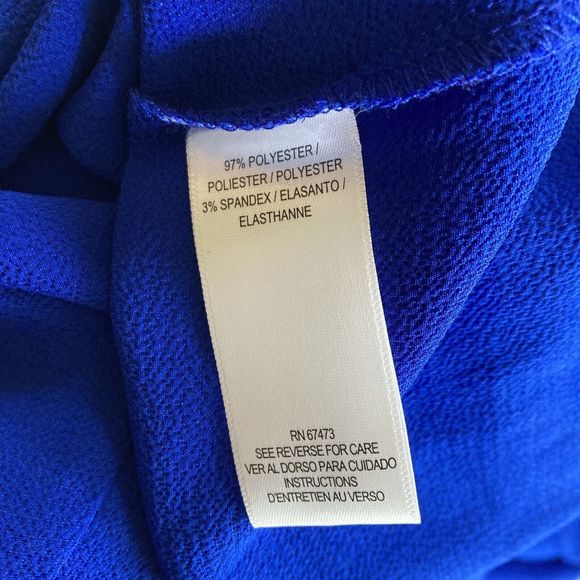 97% POLYESTER /
POLIESTER / POLYESTER
3% SPANDEX / ELASANTO /
ELASTHANNE
RN 67473
SEE REVERSE FOR CARE
VER AL DORSO PARA CUIDADO
INSTRUCTIONS
D'ENTRETIEN AU VERSO